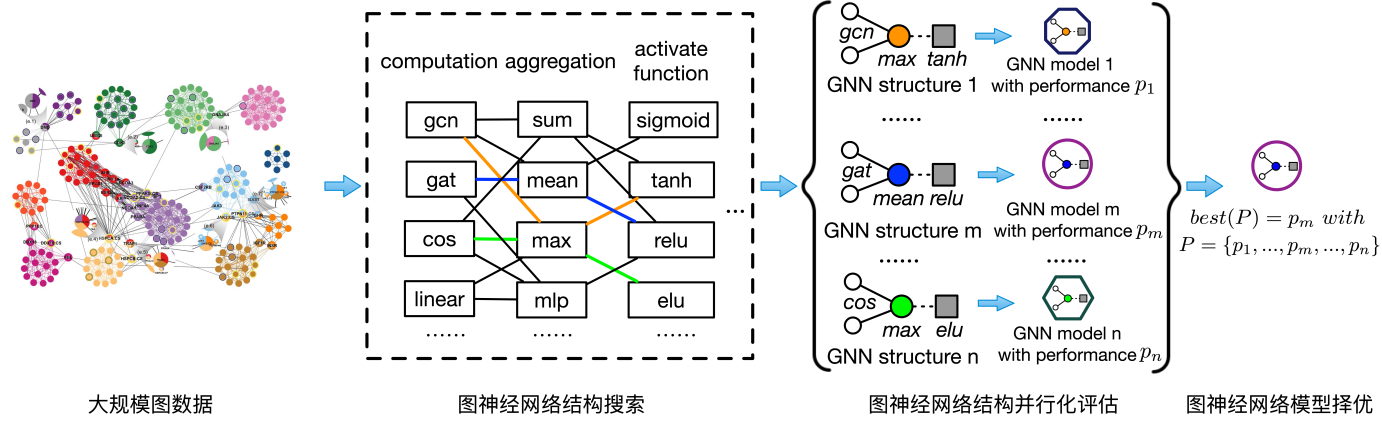 computation aggregation activate function
gcn sum sigmoid
gat mean tanh
cos max relu
linear mlp elu
...... ...... ......
...
gcn
max tanh
GNN structure 1
GNN model 1
with performance p1
...... ......
gat
mean relu
GNN structure m
GNN model m
with performance pm
...... ......
cos
max elu
GNN structure n
GNN model n
with performance pn
best(P) = pm with
P = {p1, ..., pm, ..., pn}
大规模图数据 图神经网络结构搜索 图神经网络结构并行化评估 图神经网络模型择优